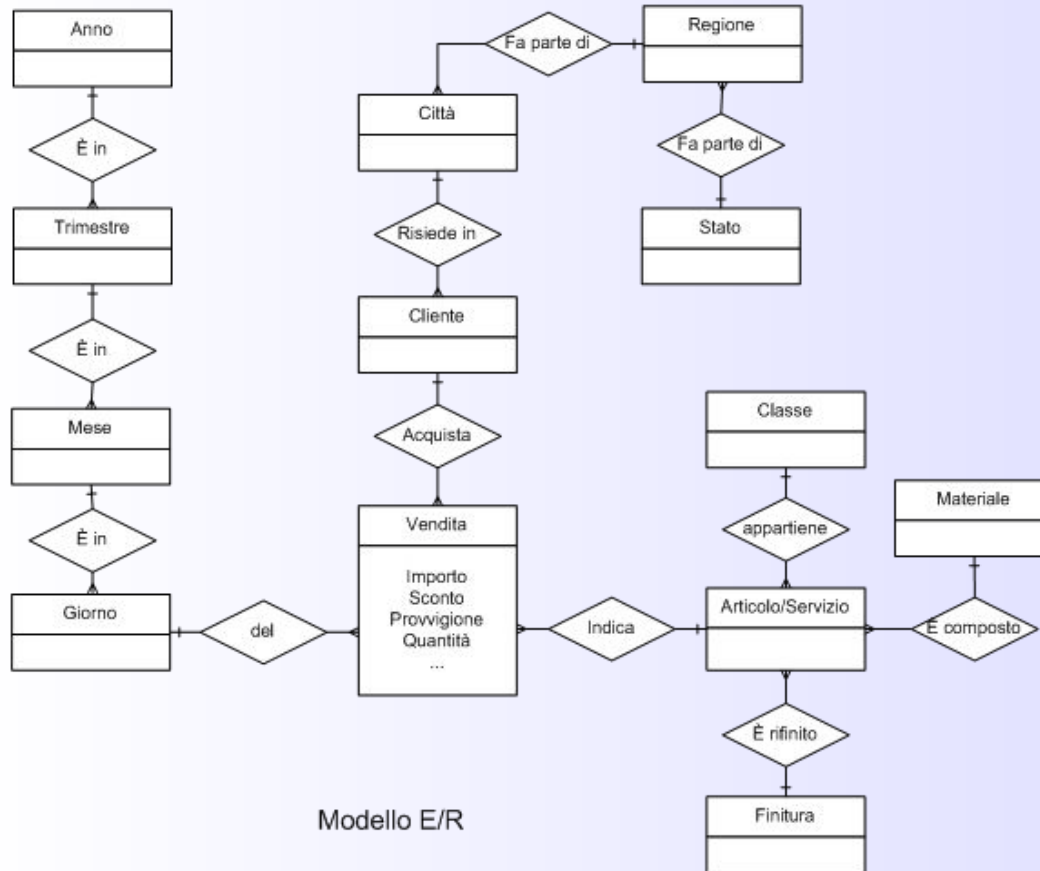 Anno
È in
Trimestre
È in
Mese
È in
Giorno
del
Fa parte di
Regione
Città
Fa parte di
Risiede in
Stato
Cliente
Acquista
Vendita
Importo
Sconto
Provvigione
Quantità
...
Indica
Classe
appartiene
Materiale
Articolo/Servizio
È composto
È rifinito
Finitura
Modello E/R